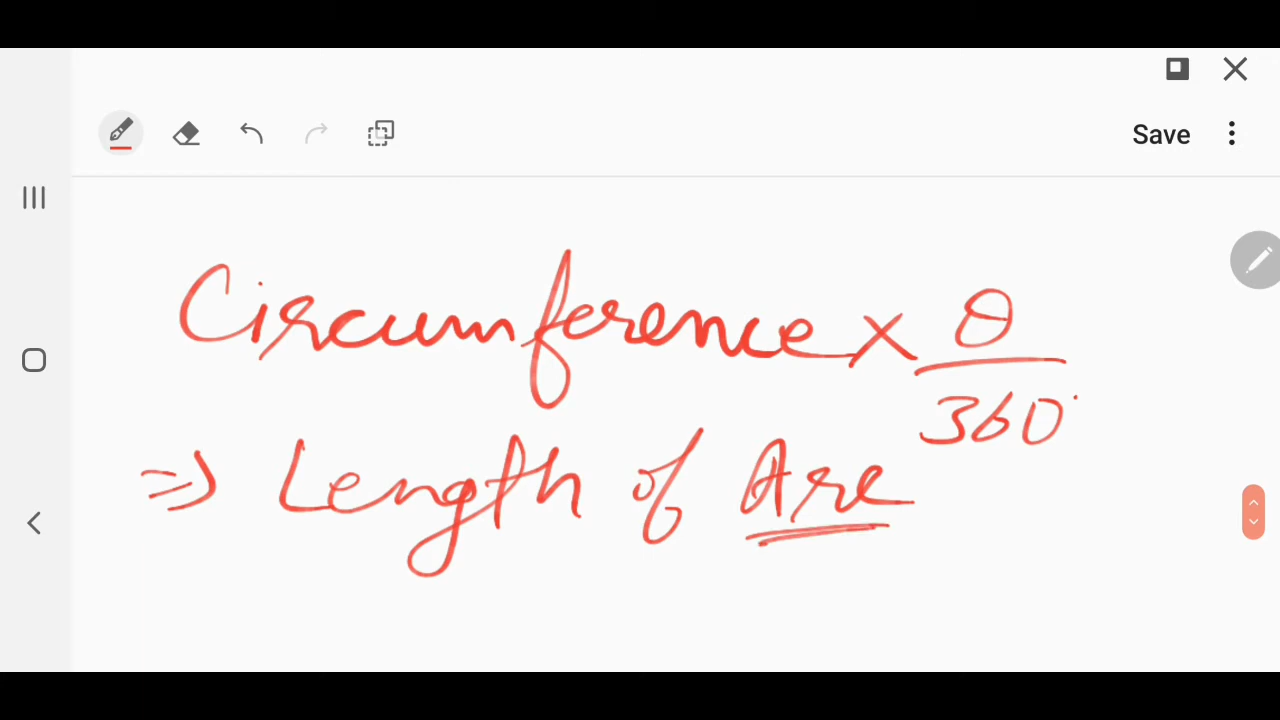 Save
Circumference × θ/360°
⇒ Length of Arc